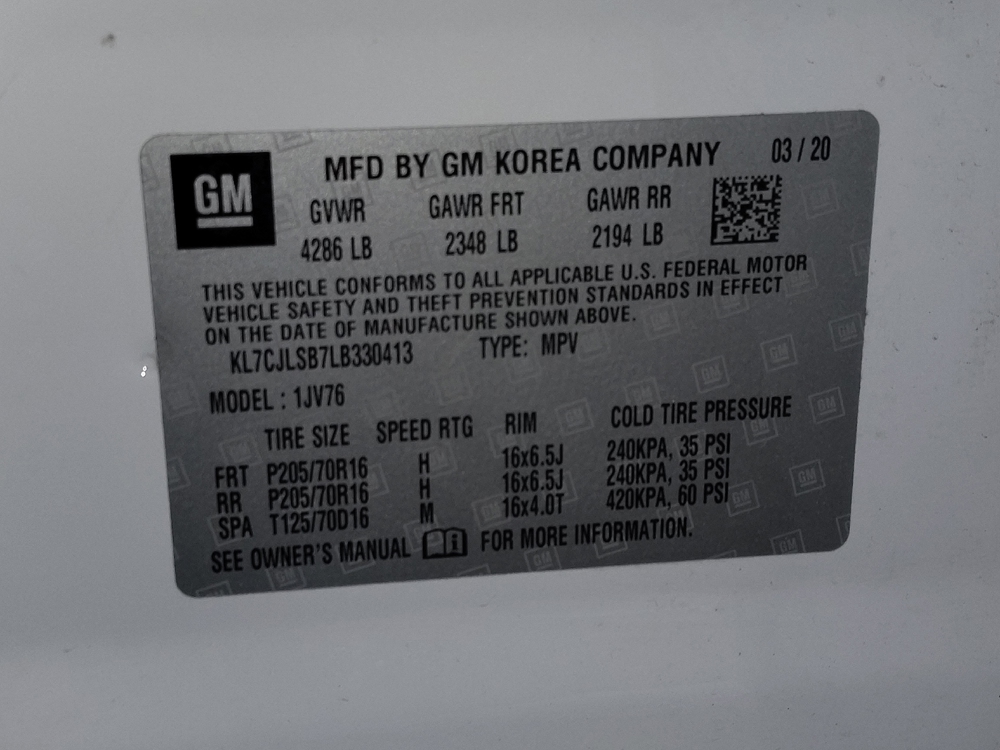 GM MFD BY GM KOREA COMPANY 03 / 20
GVWR GAWR FRT GAWR RR
4286 LB 2348 LB 2194 LB
THIS VEHICLE CONFORMS TO ALL APPLICABLE U.S. FEDERAL MOTOR
VEHICLE SAFETY AND THEFT PREVENTION STANDARDS IN EFFECT
ON THE DATE OF MANUFACTURE SHOWN ABOVE.
KL7CJLSB7LB330413 TYPE: MPV
MODEL : 1JV76
TIRE SIZE SPEED RTG RIM COLD TIRE PRESSURE
FRT P205/70R16 H 16x6.5J 240KPA, 35 PSI
RR P205/70R16 H 16x6.5J 240KPA, 35 PSI
SPA T125/70D16 M 16x4.0T 420KPA, 60 PSI
SEE OWNER'S MANUAL FOR MORE INFORMATION.